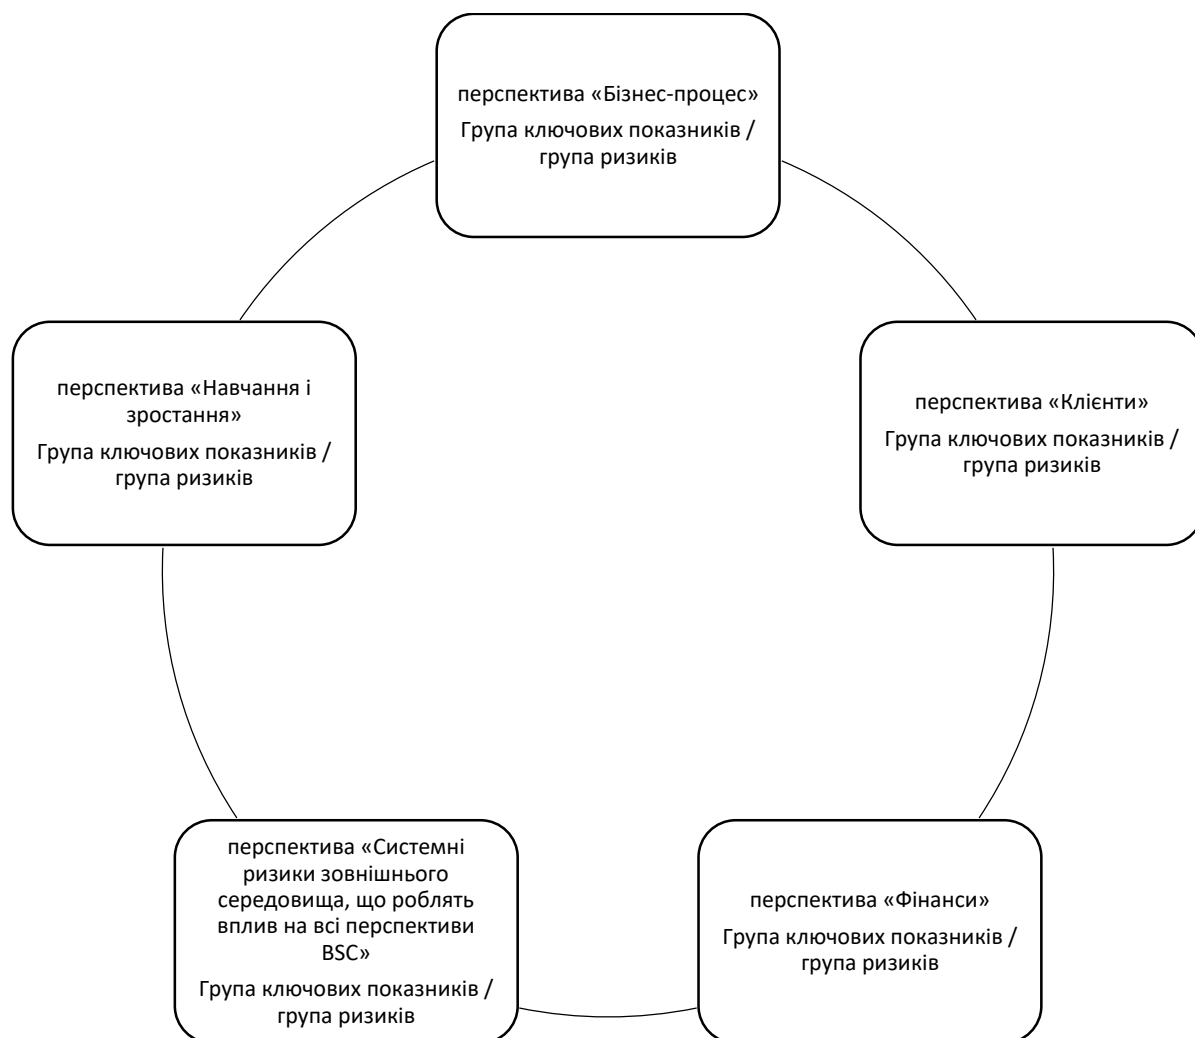 перспектива «Бізнес-процес»
Група ключових показників /
група ризиків
перспектива «Навчання і
зростання»
Група ключових показників /
група ризиків
перспектива «Клієнти»
Група ключових показників /
група ризиків
перспектива «Системні
ризики зовнішнього
середовища, що роблять
вплив на всі перспективи
BSC»
Група ключових показників /
група ризиків
перспектива «Фінанси»
Група ключових показників /
група ризиків